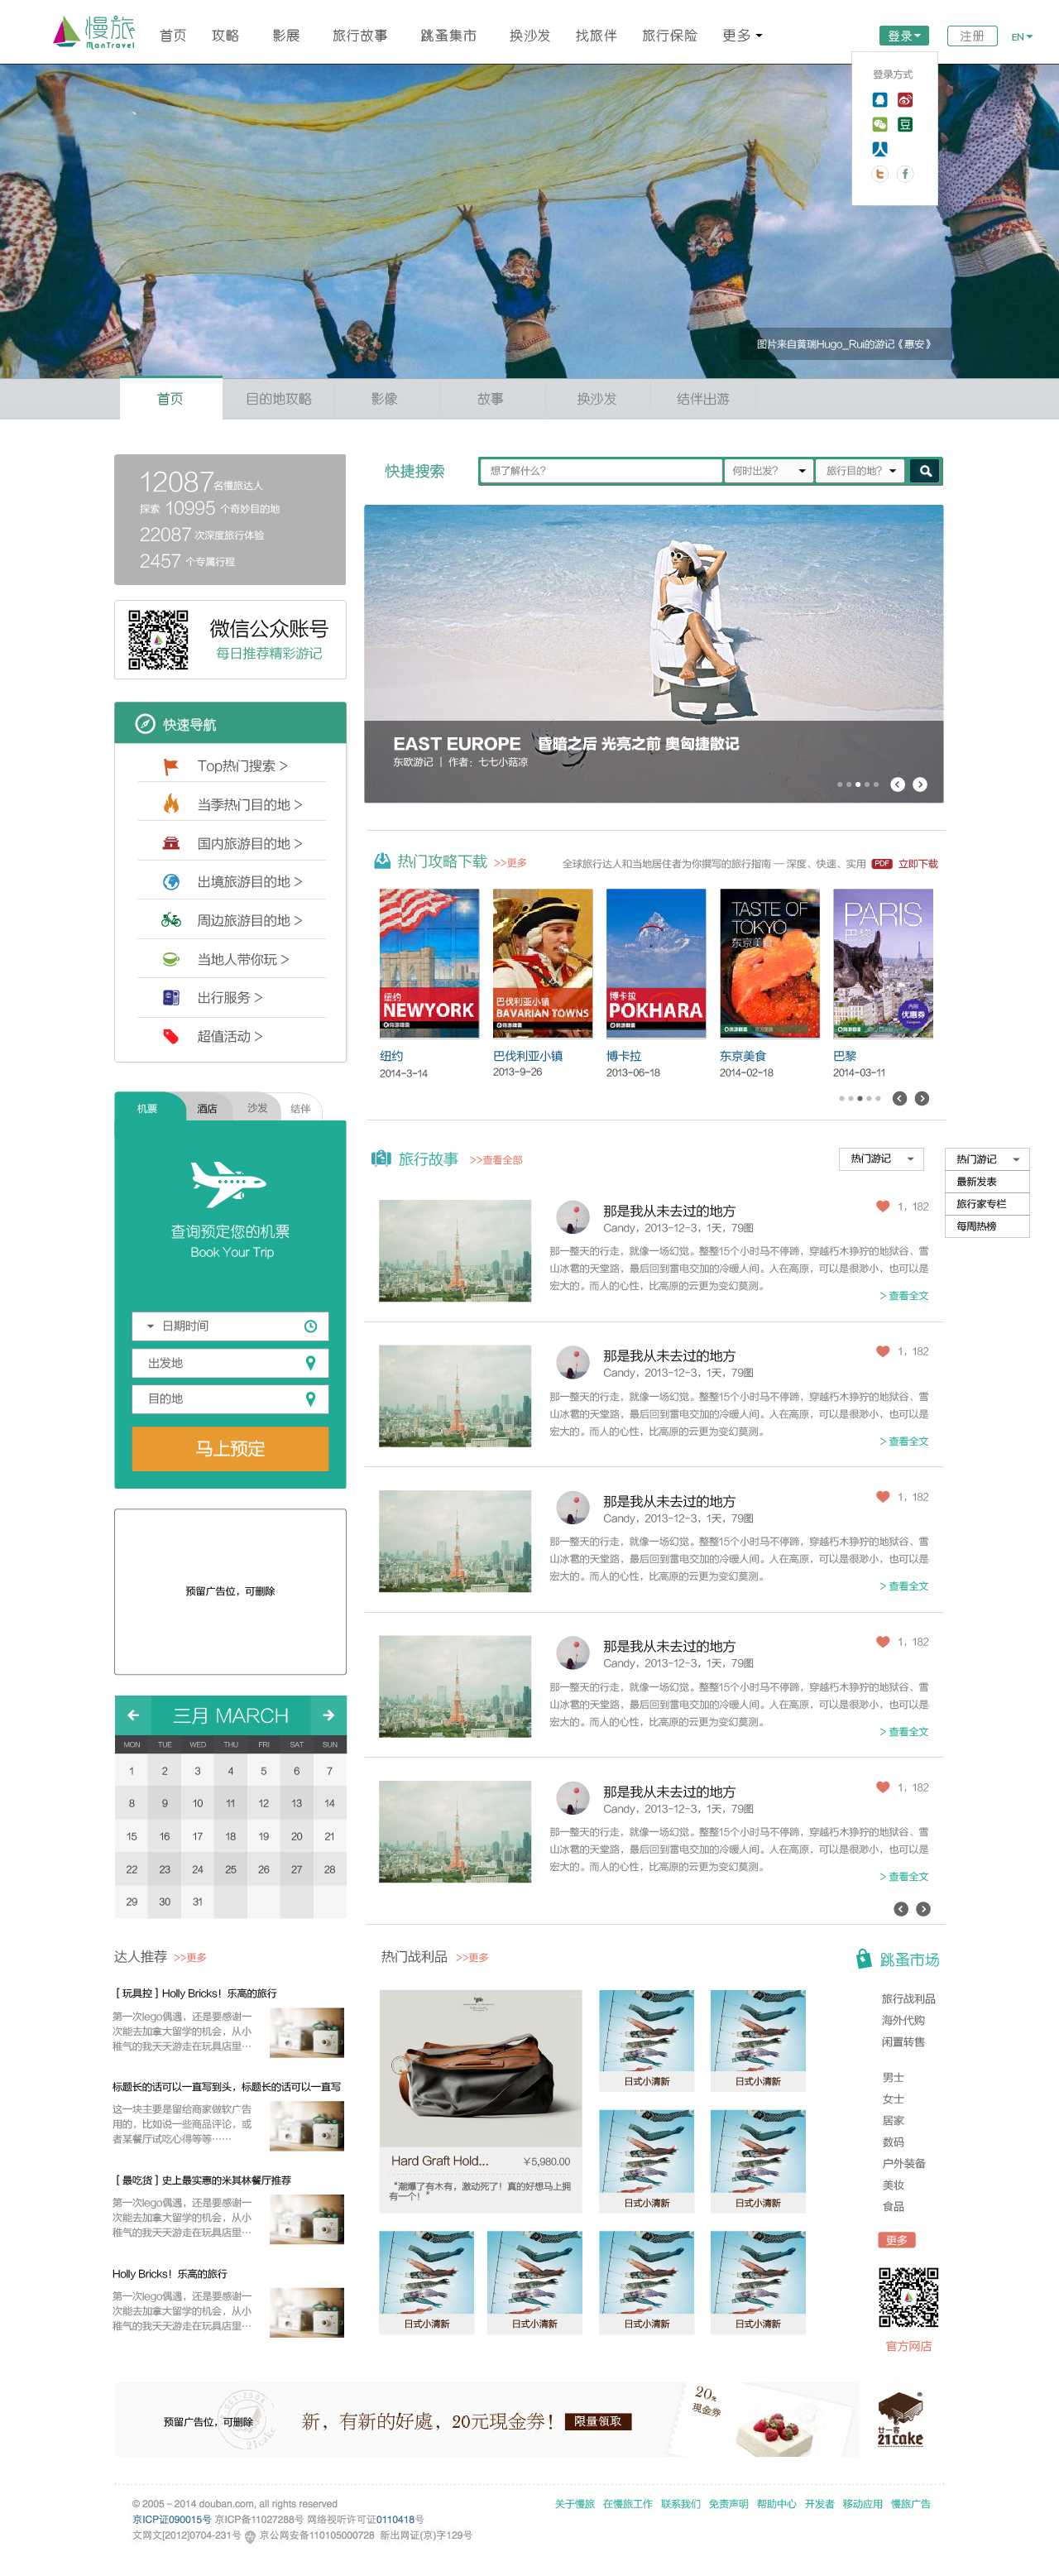 慢旅
ManTravel
首页 攻略 影展 旅行故事 跳蚤集市 换沙发 找旅伴 旅行保险 更多
登录
注册
EN
登录方式
豆
图片来自黄瑞Hugo_Rui的游记《惠安》
首页 目的地攻略 影像 故事 换沙发 结伴出游
12087名慢旅达人
探索 10995 个奇妙目的地
22087 次深度旅行体验
2457 个专属行程
微信公众账号
每日推荐精彩游记
快速导航
Top热门搜索 >
当季热门目的地 >
国内旅游目的地 >
出境旅游目的地 >
周边旅游目的地 >
当地人带你玩 >
出行服务 >
超值活动 >
机票 酒店 沙发 结伴
查询预定您的机票
Book Your Trip
日期时间
出发地
目的地
马上预定
预留广告位，可删除
三月 MARCH
MON TUE WED THU FRI SAT SUN
1 2 3 4 5 6 7
8 9 10 11 12 13 14
15 16 17 18 19 20 21
22 23 24 25 26 27 28
29 30 31
快捷搜索
想了解什么?
何时出发?
旅行目的地?
EAST EUROPE 昏暗之后 光亮之前 奥匈捷散记
东欧游记 | 作者：七七小菇凉
热门攻略下载 >>更多
全球旅行达人和当地居住者为你撰写的旅行指南 — 深度、快速、实用 PDF 立即下载
纽约
NEWYORK
巴伐利亚小镇
BAVARIAN TOWNS
博卡拉
POKHARA
TASTE OF
TOKYO
东京美食
PARIS
巴黎
优惠券
纽约
2014-3-14
巴伐利亚小镇
2013-9-26
博卡拉
2013-06-18
东京美食
2014-02-18
巴黎
2014-03-11
旅行故事 >>查看全部
热门游记
热门游记
最新发表
旅行家专栏
每周热榜
那是我从未去过的地方
1，182
Candy，2013-12-3，1天，79图
那一整天的行走，就像一场幻觉。整整15个小时马不停蹄，穿越朽木狰狞的地狱谷、雪
山冰雹的天堂路，最后回到雷电交加的冷暖人间。人在高原，可以是很渺小，也可以是
宏大的。而人的心性，比高原的云更为变幻莫测。
> 查看全文
那是我从未去过的地方
1，182
Candy，2013-12-3，1天，79图
那一整天的行走，就像一场幻觉。整整15个小时马不停蹄，穿越朽木狰狞的地狱谷、雪
山冰雹的天堂路，最后回到雷电交加的冷暖人间。人在高原，可以是很渺小，也可以是
宏大的。而人的心性，比高原的云更为变幻莫测。
> 查看全文
那是我从未去过的地方
1，182
Candy，2013-12-3，1天，79图
那一整天的行走，就像一场幻觉。整整15个小时马不停蹄，穿越朽木狰狞的地狱谷、雪
山冰雹的天堂路，最后回到雷电交加的冷暖人间。人在高原，可以是很渺小，也可以是
宏大的。而人的心性，比高原的云更为变幻莫测。
> 查看全文
那是我从未去过的地方
1，182
Candy，2013-12-3，1天，79图
那一整天的行走，就像一场幻觉。整整15个小时马不停蹄，穿越朽木狰狞的地狱谷、雪
山冰雹的天堂路，最后回到雷电交加的冷暖人间。人在高原，可以是很渺小，也可以是
宏大的。而人的心性，比高原的云更为变幻莫测。
> 查看全文
那是我从未去过的地方
1，182
Candy，2013-12-3，1天，79图
那一整天的行走，就像一场幻觉。整整15个小时马不停蹄，穿越朽木狰狞的地狱谷、雪
山冰雹的天堂路，最后回到雷电交加的冷暖人间。人在高原，可以是很渺小，也可以是
宏大的。而人的心性，比高原的云更为变幻莫测。
> 查看全文
达人推荐 >>更多
【玩具控】Holly Bricks！乐高的旅行
第一次lego偶遇，还是要感谢一
次能去加拿大留学的机会，从小
稚气的我天天游走在玩具店里…
标题长的话可以一直写到头，标题长的话可以一直写
这一块主要是留给商家做软广告
用的，比如说一些商品评论，或
者某餐厅试吃心得等等……
【最吃货】史上最实惠的米其林餐厅推荐
第一次lego偶遇，还是要感谢一
次能去加拿大留学的机会，从小
稚气的我天天游走在玩具店里…
Holly Bricks！乐高的旅行
第一次lego偶遇，还是要感谢一
次能去加拿大留学的机会，从小
稚气的我天天游走在玩具店里…
热门战利品 >>更多
Hard Graft Hold... ￥5,980.00
“潮爆了有木有，激动死了！真的好想马上拥
有一个！”
日式小清新 日式小清新
日式小清新 日式小清新
日式小清新 日式小清新 日式小清新 日式小清新
跳蚤市场
旅行战利品
海外代购
闲置转售
男士
女士
居家
数码
户外装备
美妆
食品
更多
官方网店
预留广告位，可删除
21cake
新，有新的好處，20元現金券！ 限量領取
20元
现金券
廿一客
21cake
© 2005－2014 douban.com, all rights reserved
京ICP证090015号 京ICP备11027288号 网络视听许可证0110418号
文网文[2012]0704-231号 京公网安备110105000728 新出网证(京)字129号
关于慢旅 在慢旅工作 联系我们 免责声明 帮助中心 开发者 移动应用 慢旅广告